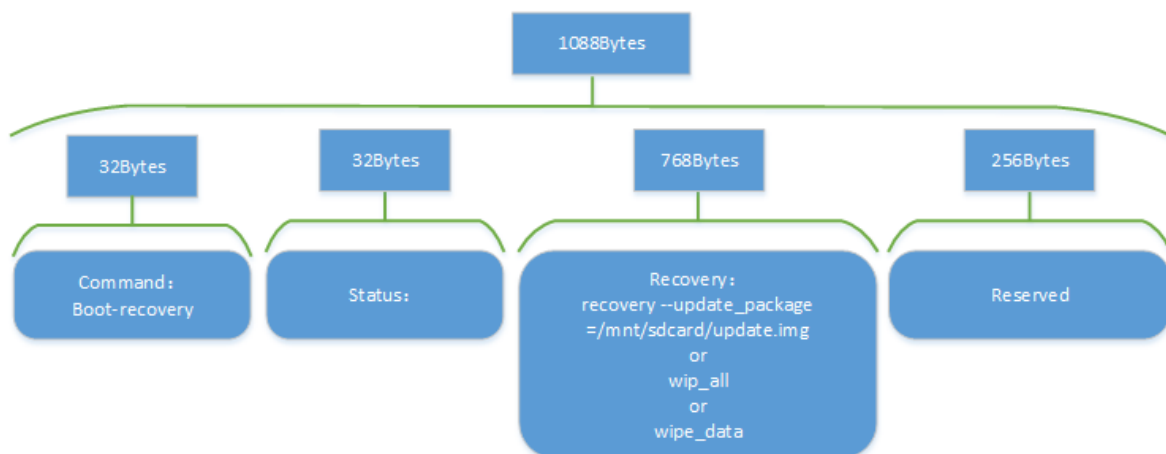 1088Bytes
32Bytes
32Bytes
768Bytes
256Bytes
Command：
Boot-recovery
Status：
Recovery：
recovery --update_package
=/mnt/sdcard/update.img
or
wip_all
or
wipe_data
Reserved